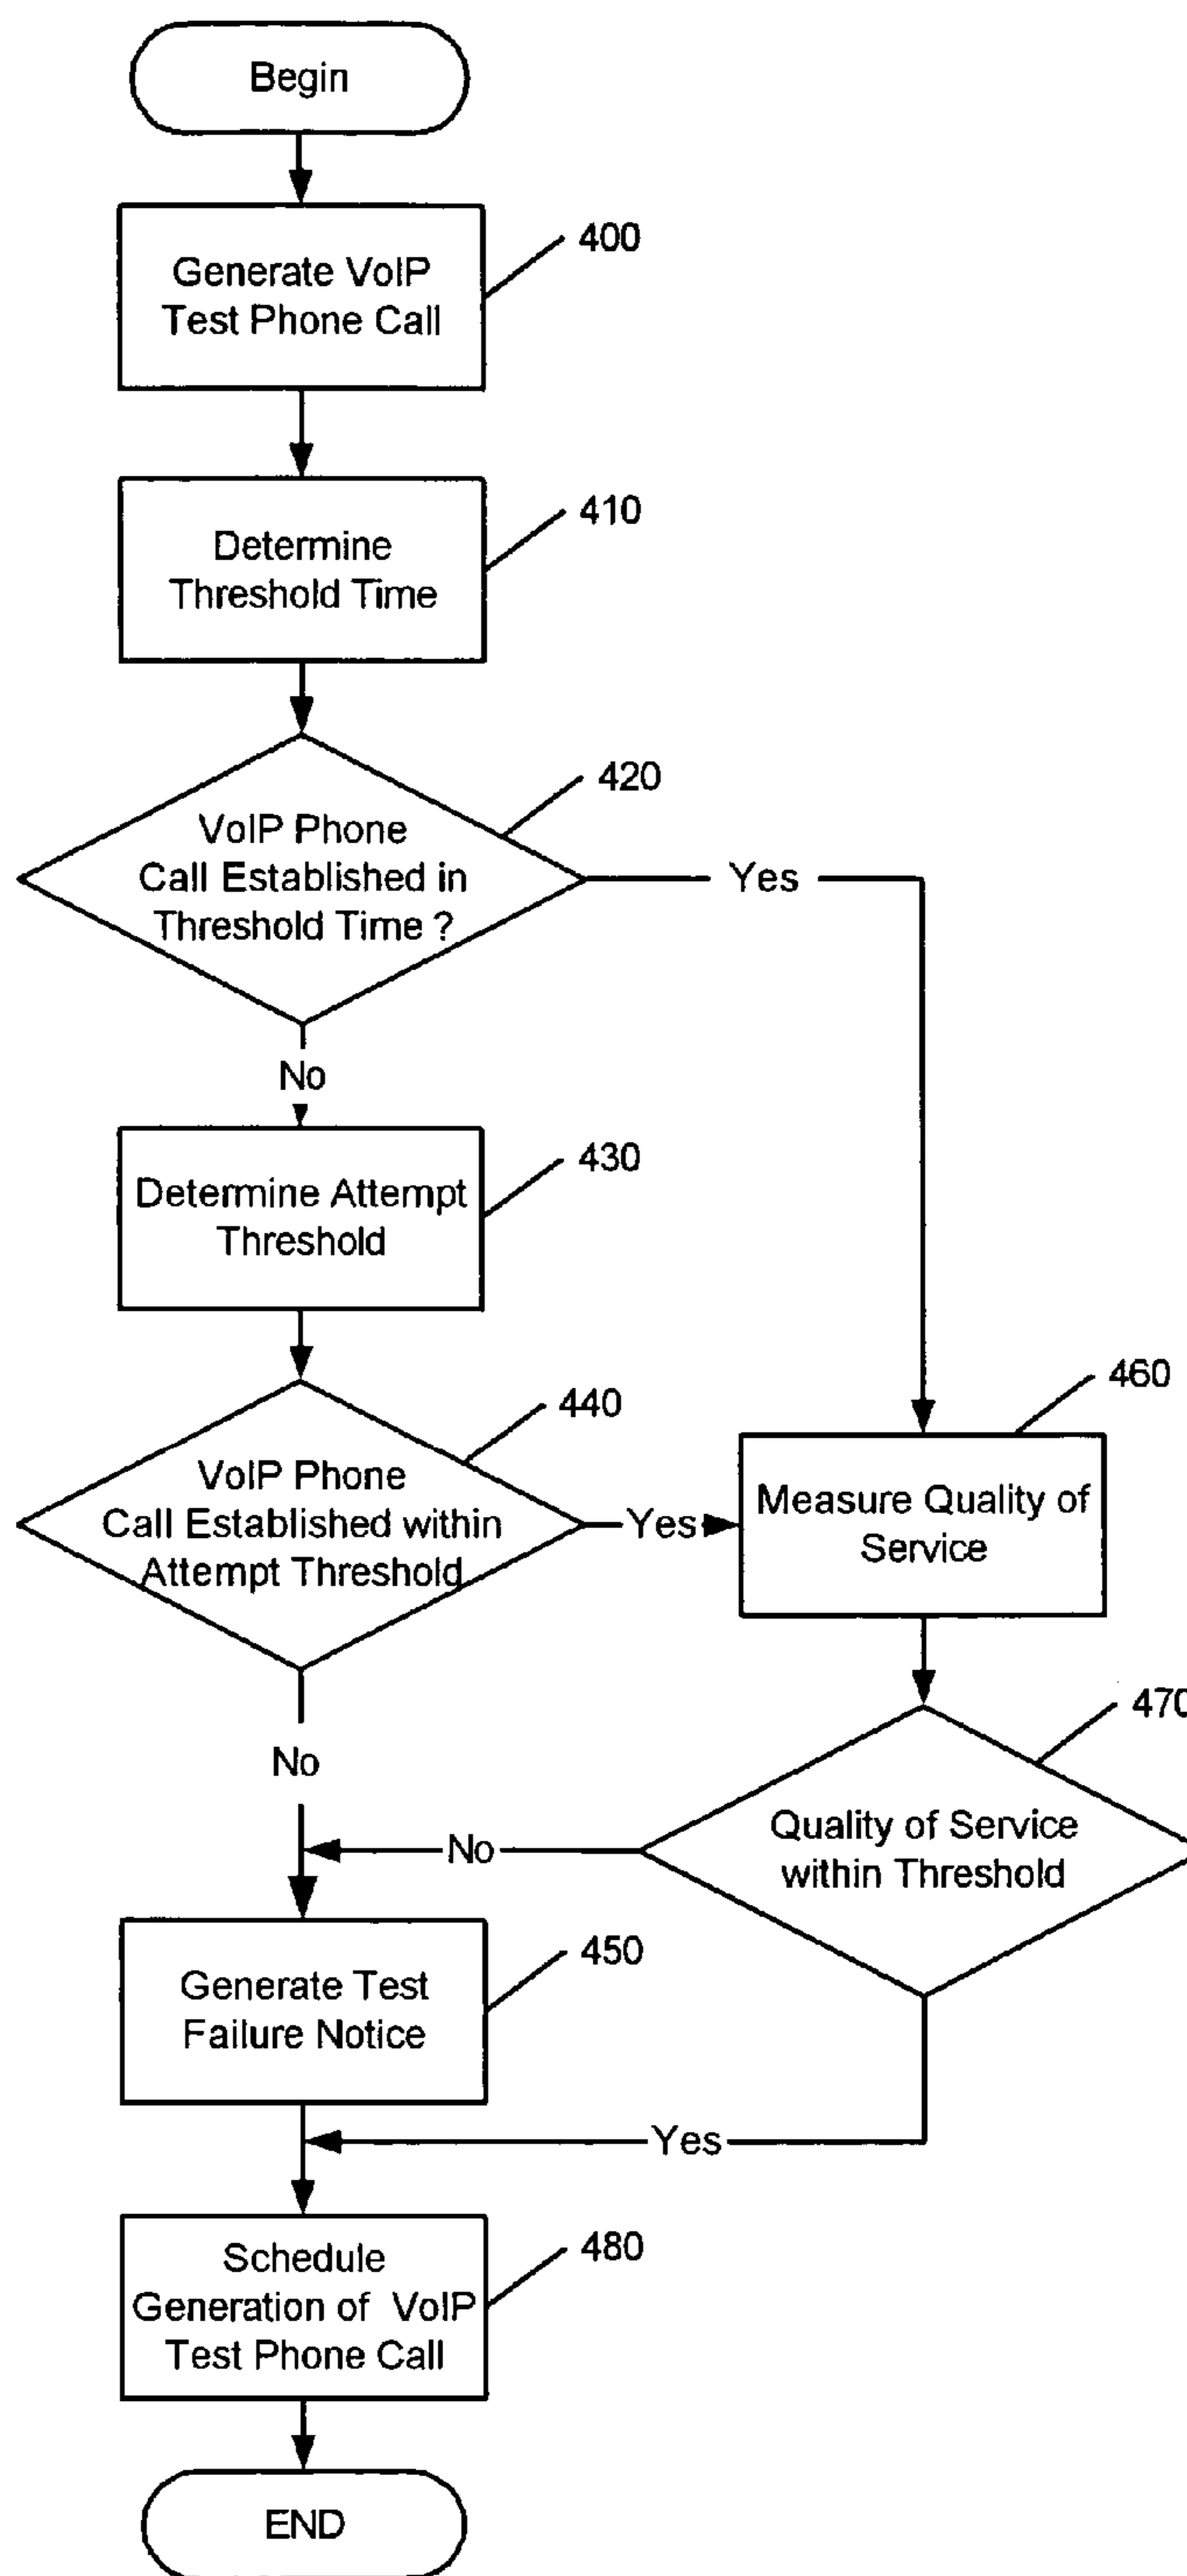 Begin
400
Generate VoIP
Test Phone Call
410
Determine
Threshold Time
420
VoIP Phone
Call Established in
Threshold Time ?
Yes
No
430
Determine Attempt
Threshold
440
VoIP Phone
Call Established within
Attempt Threshold
Yes
460
Measure Quality of
Service
470
Quality of Service
within Threshold
No
No
450
Generate Test
Failure Notice
Yes
480
Schedule
Generation of VoIP
Test Phone Call
END